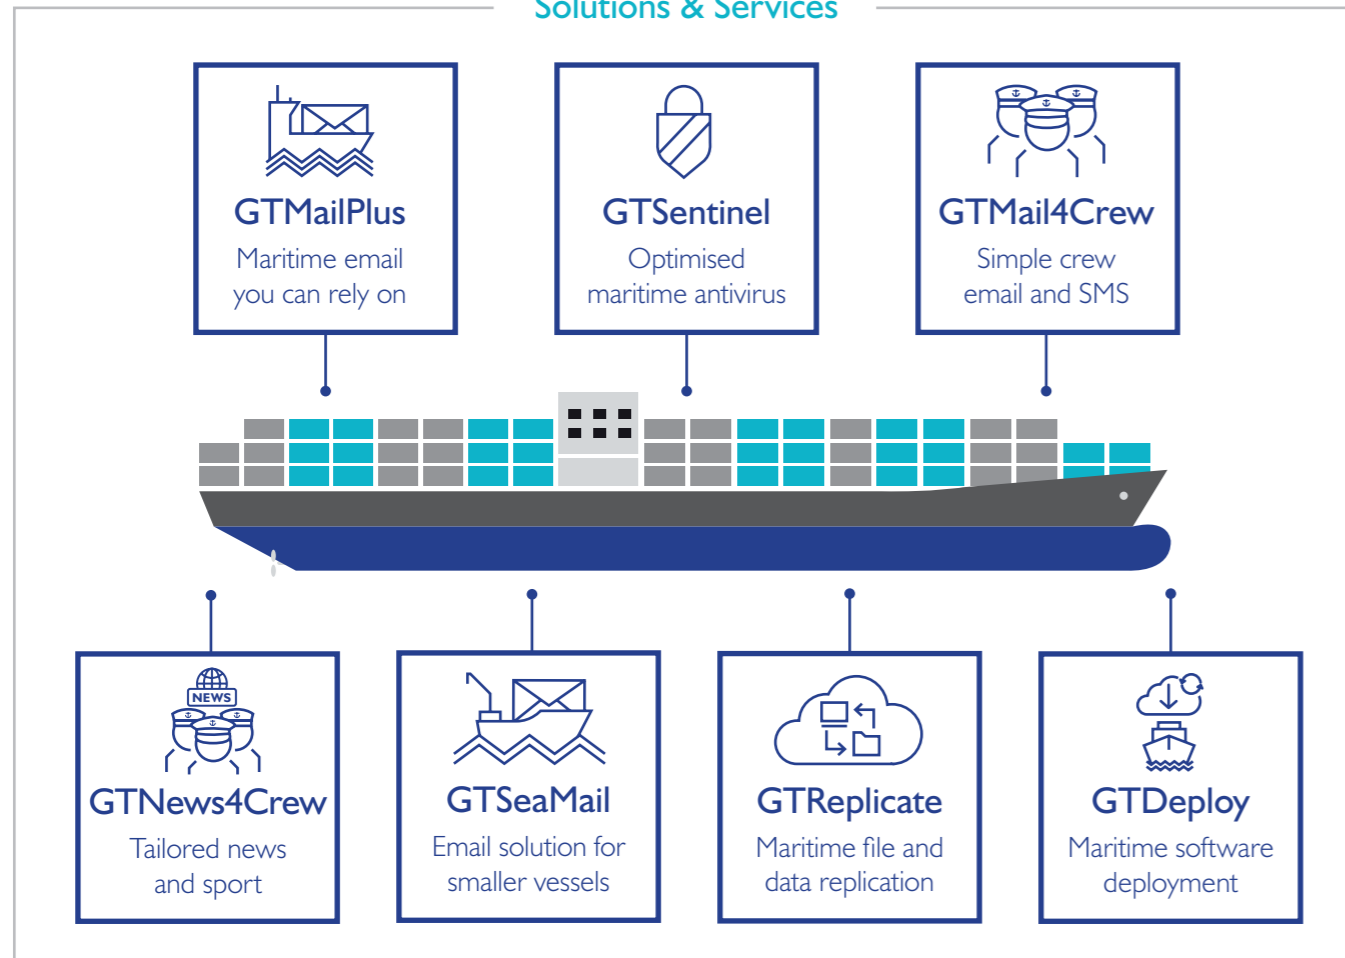 Solutions & Services
GTMailPlus
Maritime email
you can rely on
GTSentinel
Optimised
maritime antivirus
GTMail4Crew
Simple crew
email and SMS
NEWS
GTNews4Crew
Tailored news
and sport
GTSeaMail
Email solution for
smaller vessels
GTReplicate
Maritime file and
data replication
GTDeploy
Maritime software
deployment